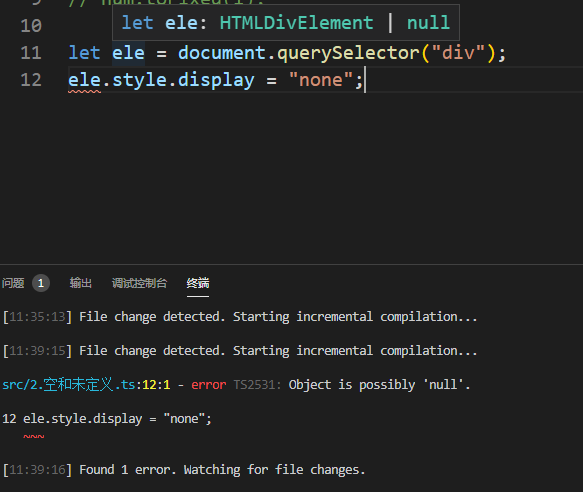 let ele: HTMLDivElement | null
10
11 let ele = document.querySelector("div");
12 ele.style.display = "none";
问题 1 输出 调试控制台 终端
[11:35:13] File change detected. Starting incremental compilation...
[11:39:15] File change detected. Starting incremental compilation...
src/2.空和未定义.ts:12:1 - error TS2531: Object is possibly 'null'.
12 ele.style.display = "none";
~~~
[11:39:16] Found 1 error. Watching for file changes.